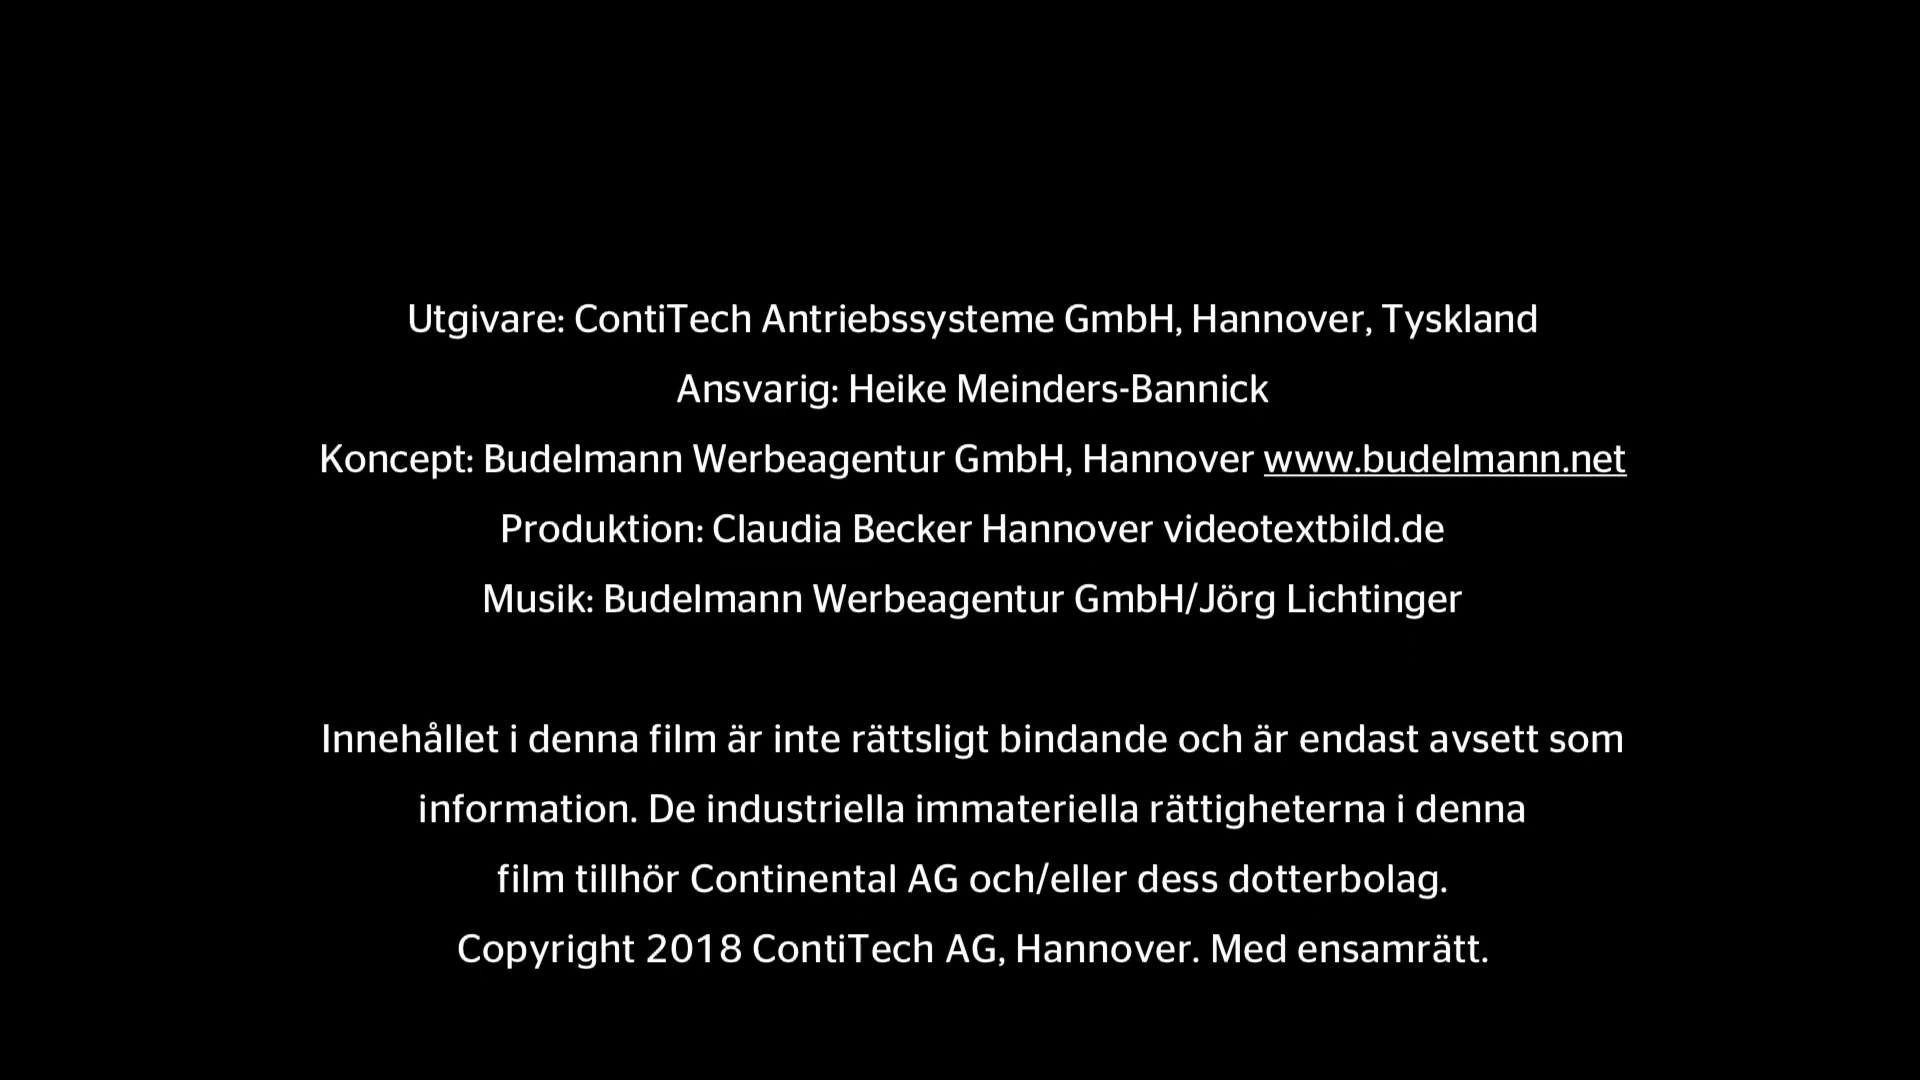 Utgivare: ContiTech Antriebssysteme GmbH, Hannover, Tyskland
Ansvarig: Heike Meinders-Bannick
Koncept: Budelmann Werbeagentur GmbH, Hannover www.budelmann.net
Produktion: Claudia Becker Hannover videotextbild.de
Musik: Budelmann Werbeagentur GmbH/Jörg Lichtinger
Innehållet i denna film är inte rättsligt bindande och är endast avsett som
information. De industriella immateriella rättigheterna i denna
film tillhör Continental AG och/eller dess dotterbolag.
Copyright 2018 ContiTech AG, Hannover. Med ensamrätt.